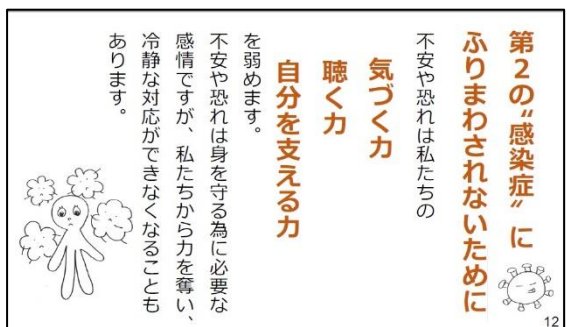 第2の〝感染症〟に
ふりまわされないために
不安や恐れは私たちの
気づく力
聴く力
自分を支える力
を弱めます。
不安や恐れは身を守る為に必要な
感情ですが、私たちから力を奪い、
冷静な対応ができなくなることも
あります。
12